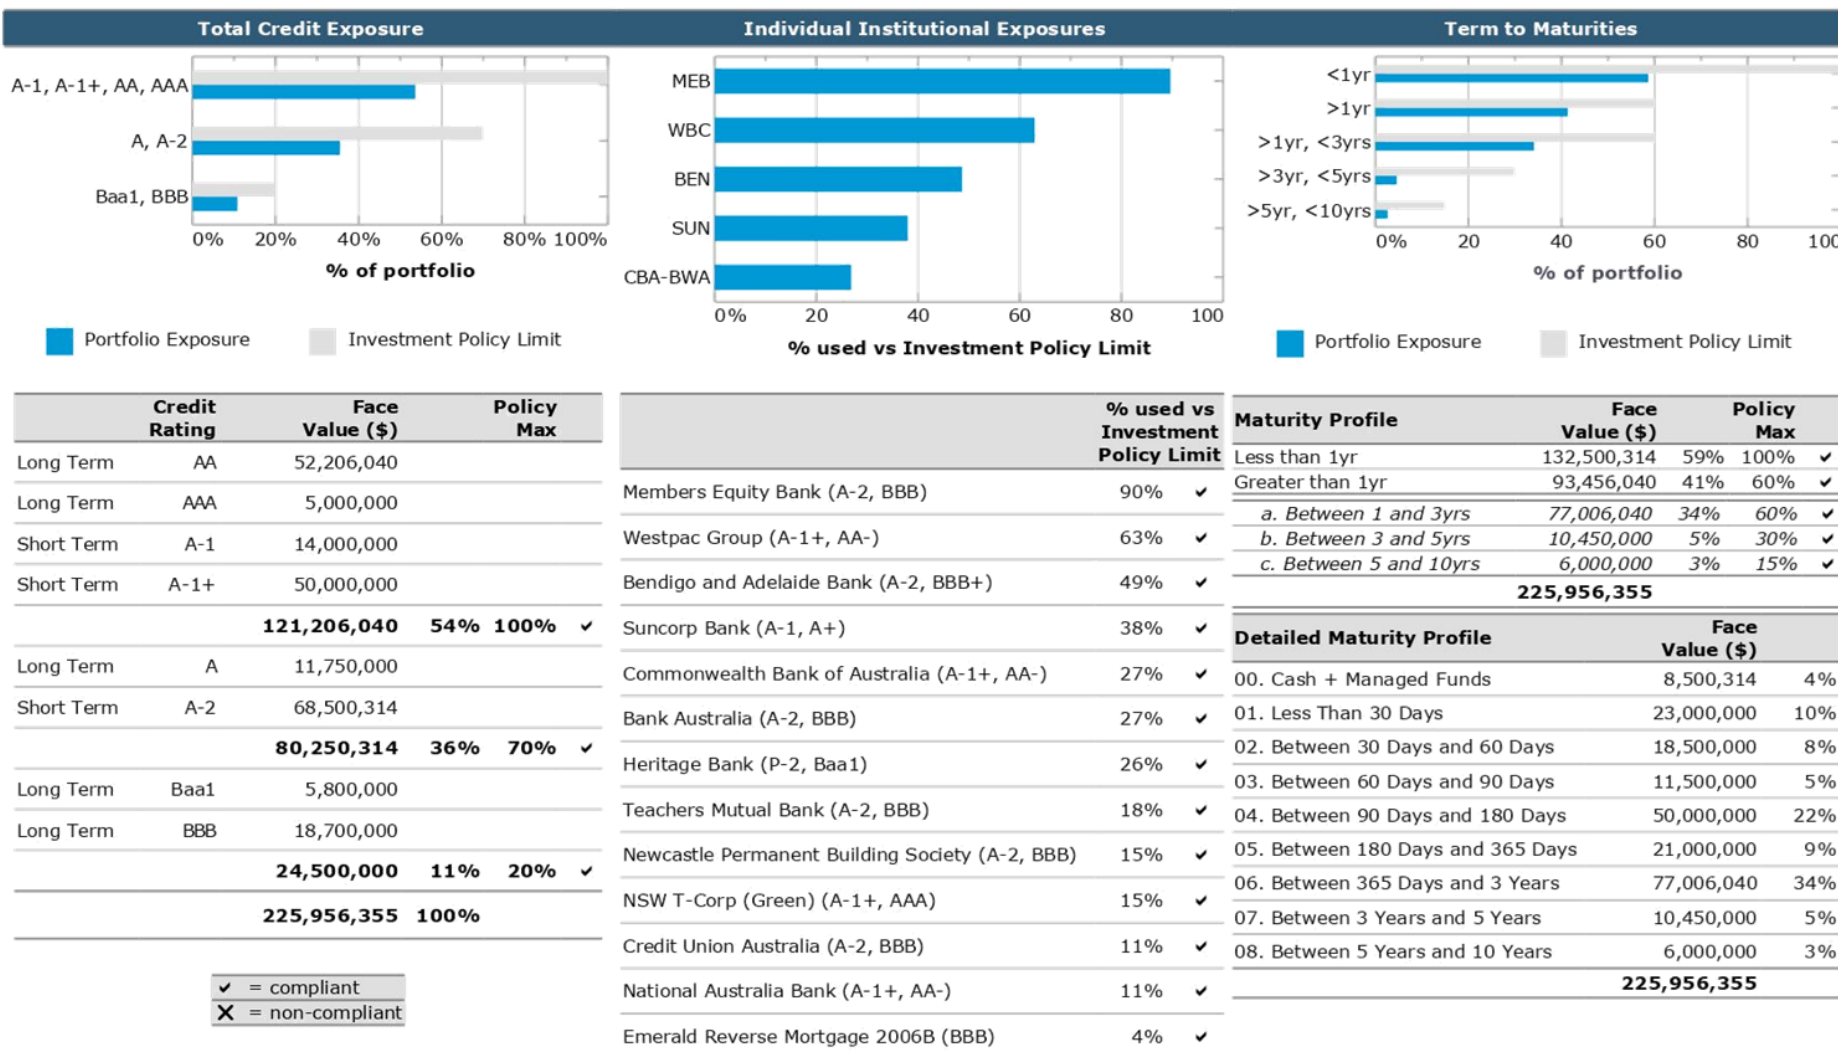 Total Credit Exposure
A-1, A-1+, AA, AAA
A, A-2
Baa1, BBB
0% 20% 40% 60% 80% 100%
% of portfolio
Portfolio Exposure Investment Policy Limit
Individual Institutional Exposures
MEB
WBC
BEN
SUN
CBA-BWA
0% 20 40 60 80 100
% used vs Investment Policy Limit
Term to Maturities
<1yr
>1yr
>1yr, <3yrs
>3yr, <5yrs
>5yr, <10yrs
0% 20 40 60 80 100
% of portfolio
Portfolio Exposure Investment Policy Limit
Credit Face Policy
Rating Value ($) Max
Long Term AA 52,206,040
Long Term AAA 5,000,000
Short Term A-1 14,000,000
Short Term A-1+ 50,000,000
121,206,040 54% 100% ✔
Long Term A 11,750,000
Short Term A-2 68,500,314
80,250,314 36% 70% ✔
Long Term Baa1 5,800,000
Long Term BBB 18,700,000
24,500,000 11% 20% ✔
225,956,355 100%
✔ = compliant
✘ = non-compliant
% used vs
Investment
Policy Limit
Members Equity Bank (A-2, BBB) 90% ✔
Westpac Group (A-1+, AA-) 63% ✔
Bendigo and Adelaide Bank (A-2, BBB+) 49% ✔
Suncorp Bank (A-1, A+) 38% ✔
Commonwealth Bank of Australia (A-1+, AA-) 27% ✔
Bank Australia (A-2, BBB) 27% ✔
Heritage Bank (P-2, Baa1) 26% ✔
Teachers Mutual Bank (A-2, BBB) 18% ✔
Newcastle Permanent Building Society (A-2, BBB) 15% ✔
NSW T-Corp (Green) (A-1+, AAA) 15% ✔
Credit Union Australia (A-2, BBB) 11% ✔
National Australia Bank (A-1+, AA-) 11% ✔
Emerald Reverse Mortgage 2006B (BBB) 4% ✔
Face Policy
Maturity Profile Value ($) Max
Less than 1yr 132,500,314 59% 100% ✔
Greater than 1yr 93,456,040 41% 60% ✔
a. Between 1 and 3yrs 77,006,040 34% 60% ✔
b. Between 3 and 5yrs 10,450,000 5% 30% ✔
c. Between 5 and 10yrs 6,000,000 3% 15% ✔
225,956,355
Face
Detailed Maturity Profile Value ($)
00. Cash + Managed Funds 8,500,314 4%
01. Less Than 30 Days 23,000,000 10%
02. Between 30 Days and 60 Days 18,500,000 8%
03. Between 60 Days and 90 Days 11,500,000 5%
04. Between 90 Days and 180 Days 50,000,000 22%
05. Between 180 Days and 365 Days 21,000,000 9%
06. Between 365 Days and 3 Years 77,006,040 34%
07. Between 3 Years and 5 Years 10,450,000 5%
08. Between 5 Years and 10 Years 6,000,000 3%
225,956,355